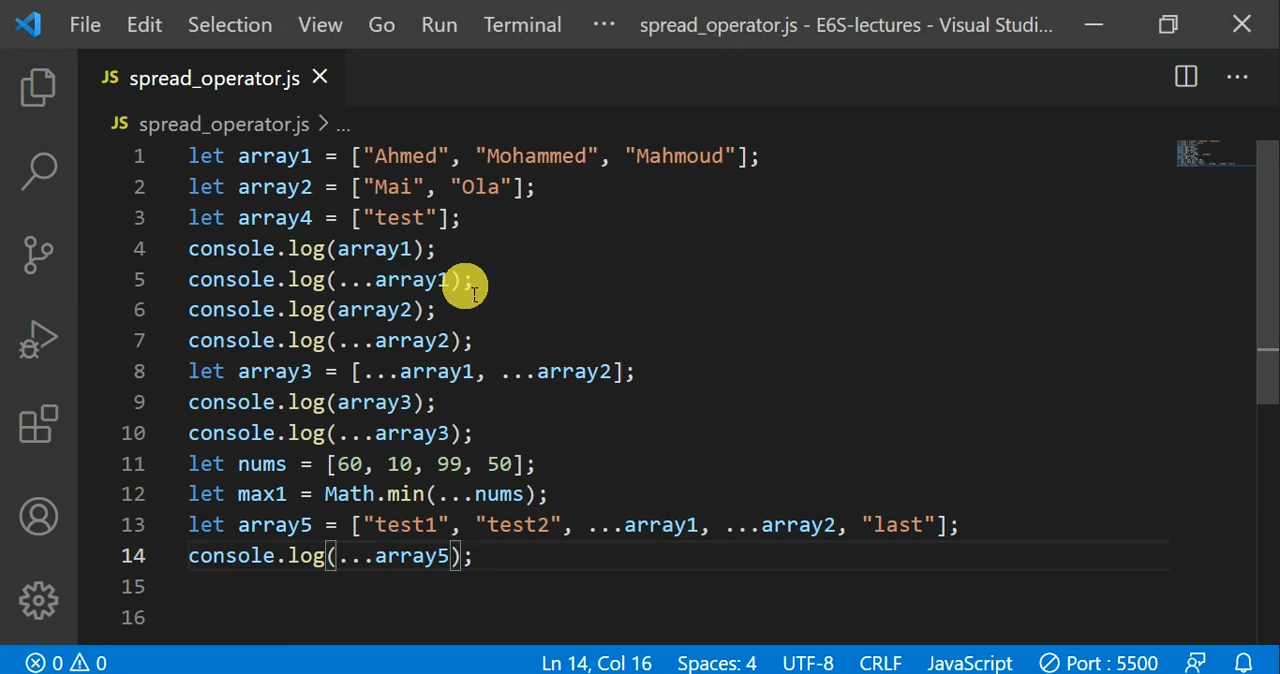 File Edit Selection View Go Run Terminal ··· spread_operator.js - E6S-lectures - Visual Studi...
JS spread_operator.js
JS spread_operator.js > ...
1 let array1 = ["Ahmed", "Mohammed", "Mahmoud"];
2 let array2 = ["Mai", "Ola"];
3 let array4 = ["test"];
4 console.log(array1);
5 console.log(...array1);
6 console.log(array2);
7 console.log(...array2);
8 let array3 = [...array1, ...array2];
9 console.log(array3);
10 console.log(...array3);
11 let nums = [60, 10, 99, 50];
12 let max1 = Math.min(...nums);
13 let array5 = ["test1", "test2", ...array1, ...array2, "last"];
14 console.log(...array5);
15
16
0 0 Ln 14, Col 16 Spaces: 4 UTF-8 CRLF JavaScript Port : 5500